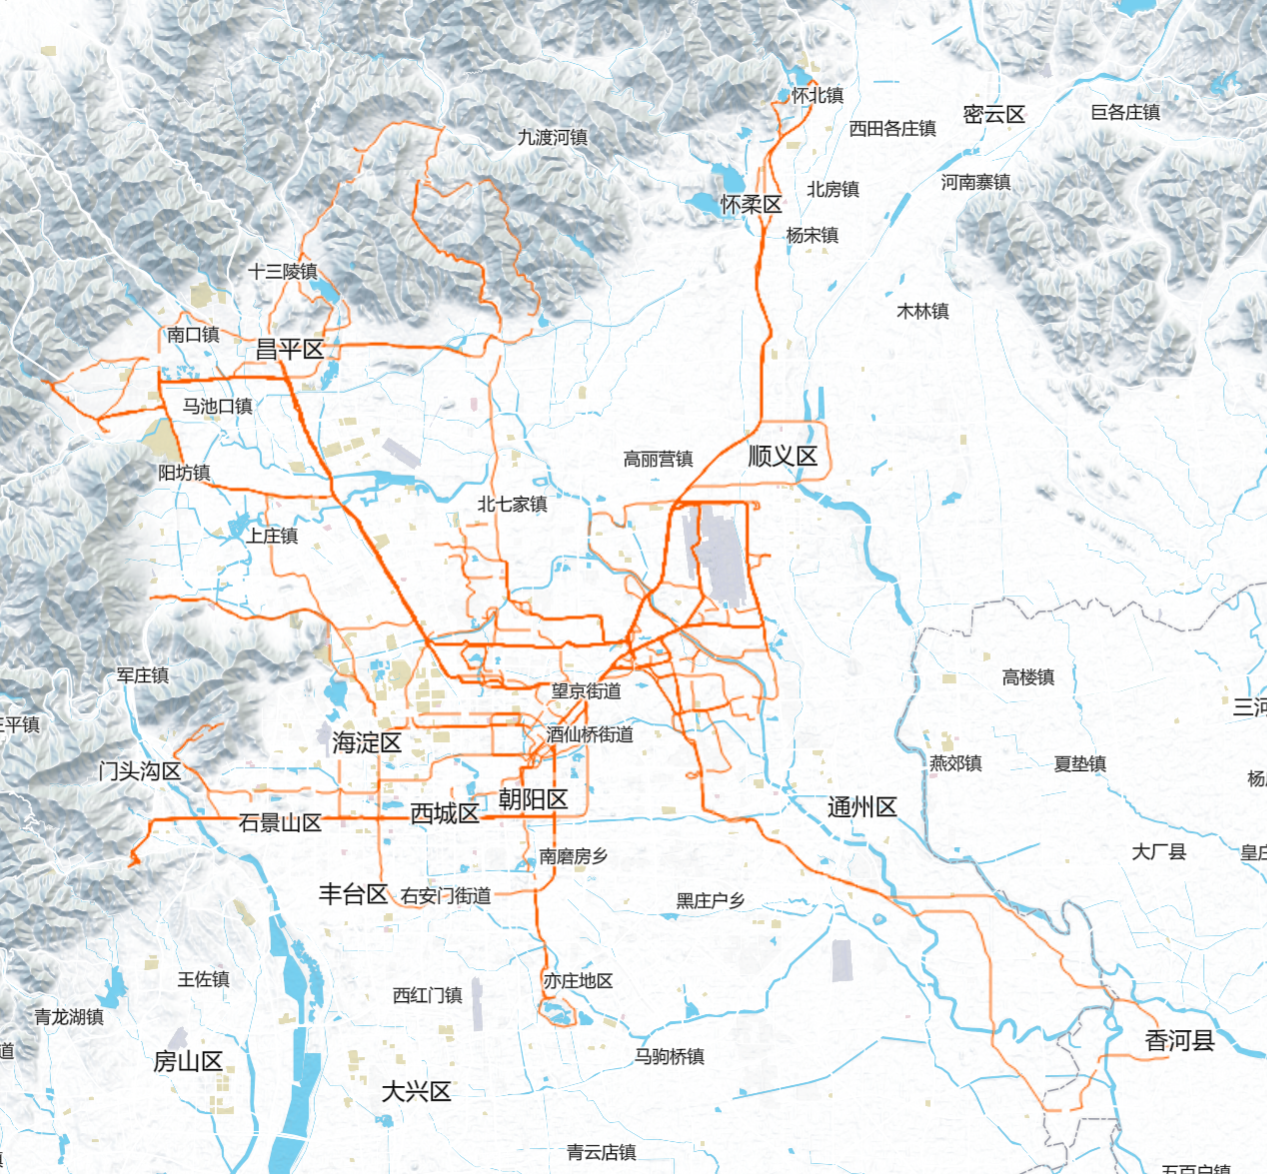 怀北镇
密云区
巨各庄镇
西田各庄镇
九渡河镇
河南寨镇
北房镇
怀柔区
杨宋镇
十三陵镇
木林镇
南口镇
昌平区
马池口镇
高丽营镇
顺义区
阳坊镇
北七家镇
上庄镇
军庄镇
高楼镇
望京街道
三河
平镇
酒仙桥街道
海淀区
燕郊镇
夏垫镇
门头沟区
朝阳区
通州区
西城区
石景山区
南磨房乡
大厂县
丰台区
右安门街道
黑庄户乡
王佐镇
亦庄地区
西红门镇
青龙湖镇
香河县
道
房山区
马驹桥镇
大兴区
青云店镇